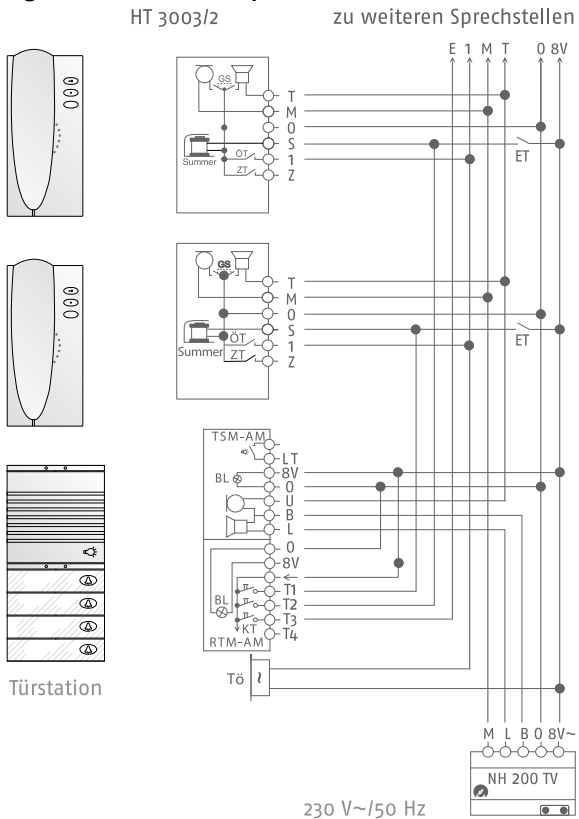 HT 3003/2 zu weiteren Sprechstellen
E 1 M T 0 8V
GS
T
M
0
S
ET
Summer
ÖT
1
ZT
Z
GS
T
M
0
S
ET
Summer
ÖT
1
ZT
Z
TSM-AM
LT
8V
BL
0
U
B
L
0
8V
←
T1
BL
T2
T3
KT
T4
RTM-AM
Tö
~
Türstation
M L B 0 8V~
NH 200 TV
230 V~/50 Hz